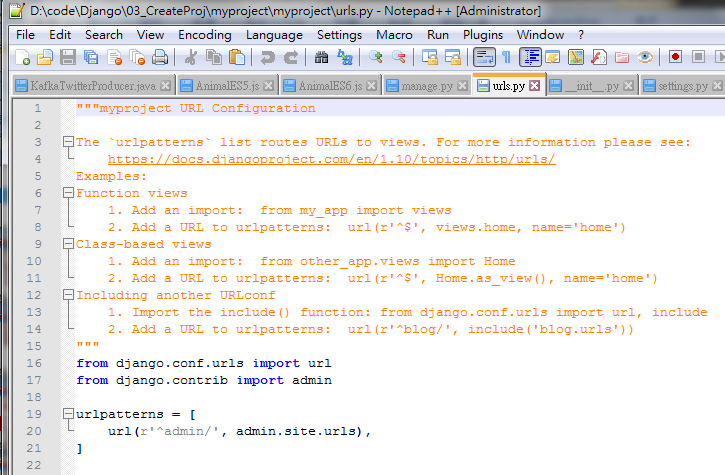 D:\code\Django\03_CreateProj\myproject\myproject\urls.py - Notepad++ [Administrator]
File Edit Search View Encoding Language Settings Macro Run Plugins Window ?
KafkaTwitterProducer.java AnimalES5.js AnimalES6.js manage.py urls.py __init__.py settings.py
1 """myproject URL Configuration
2
3 The `urlpatterns` list routes URLs to views. For more information please see:
4     https://docs.djangoproject.com/en/1.10/topics/http/urls/
5 Examples:
6 Function views
7     1. Add an import:  from my_app import views
8     2. Add a URL to urlpatterns:  url(r'^$', views.home, name='home')
9 Class-based views
10     1. Add an import:  from other_app.views import Home
11     2. Add a URL to urlpatterns:  url(r'^$', Home.as_view(), name='home')
12 Including another URLconf
13     1. Import the include() function: from django.conf.urls import url, include
14     2. Add a URL to urlpatterns:  url(r'^blog/', include('blog.urls'))
15 """
16 from django.conf.urls import url
17 from django.contrib import admin
18
19 urlpatterns = [
20     url(r'^admin/', admin.site.urls),
21 ]
22